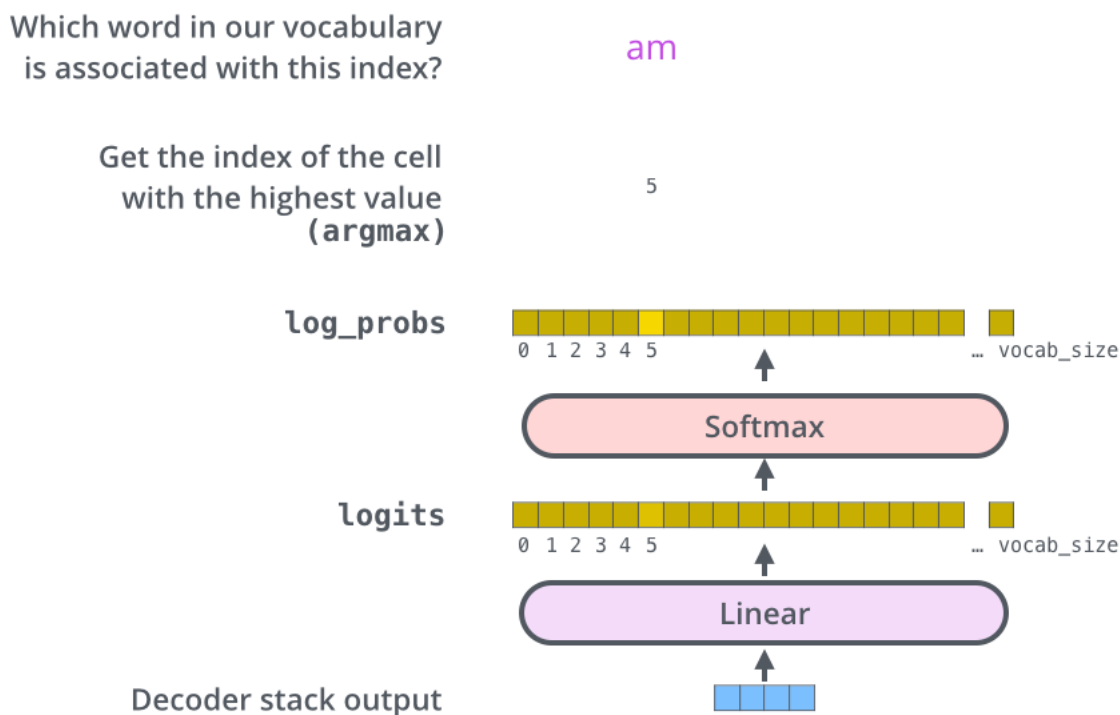 Which word in our vocabulary
is associated with this index?
am
Get the index of the cell
with the highest value
(argmax)
5
log_probs
0 1 2 3 4 5 … vocab_size
Softmax
logits
0 1 2 3 4 5 … vocab_size
Linear
Decoder stack output